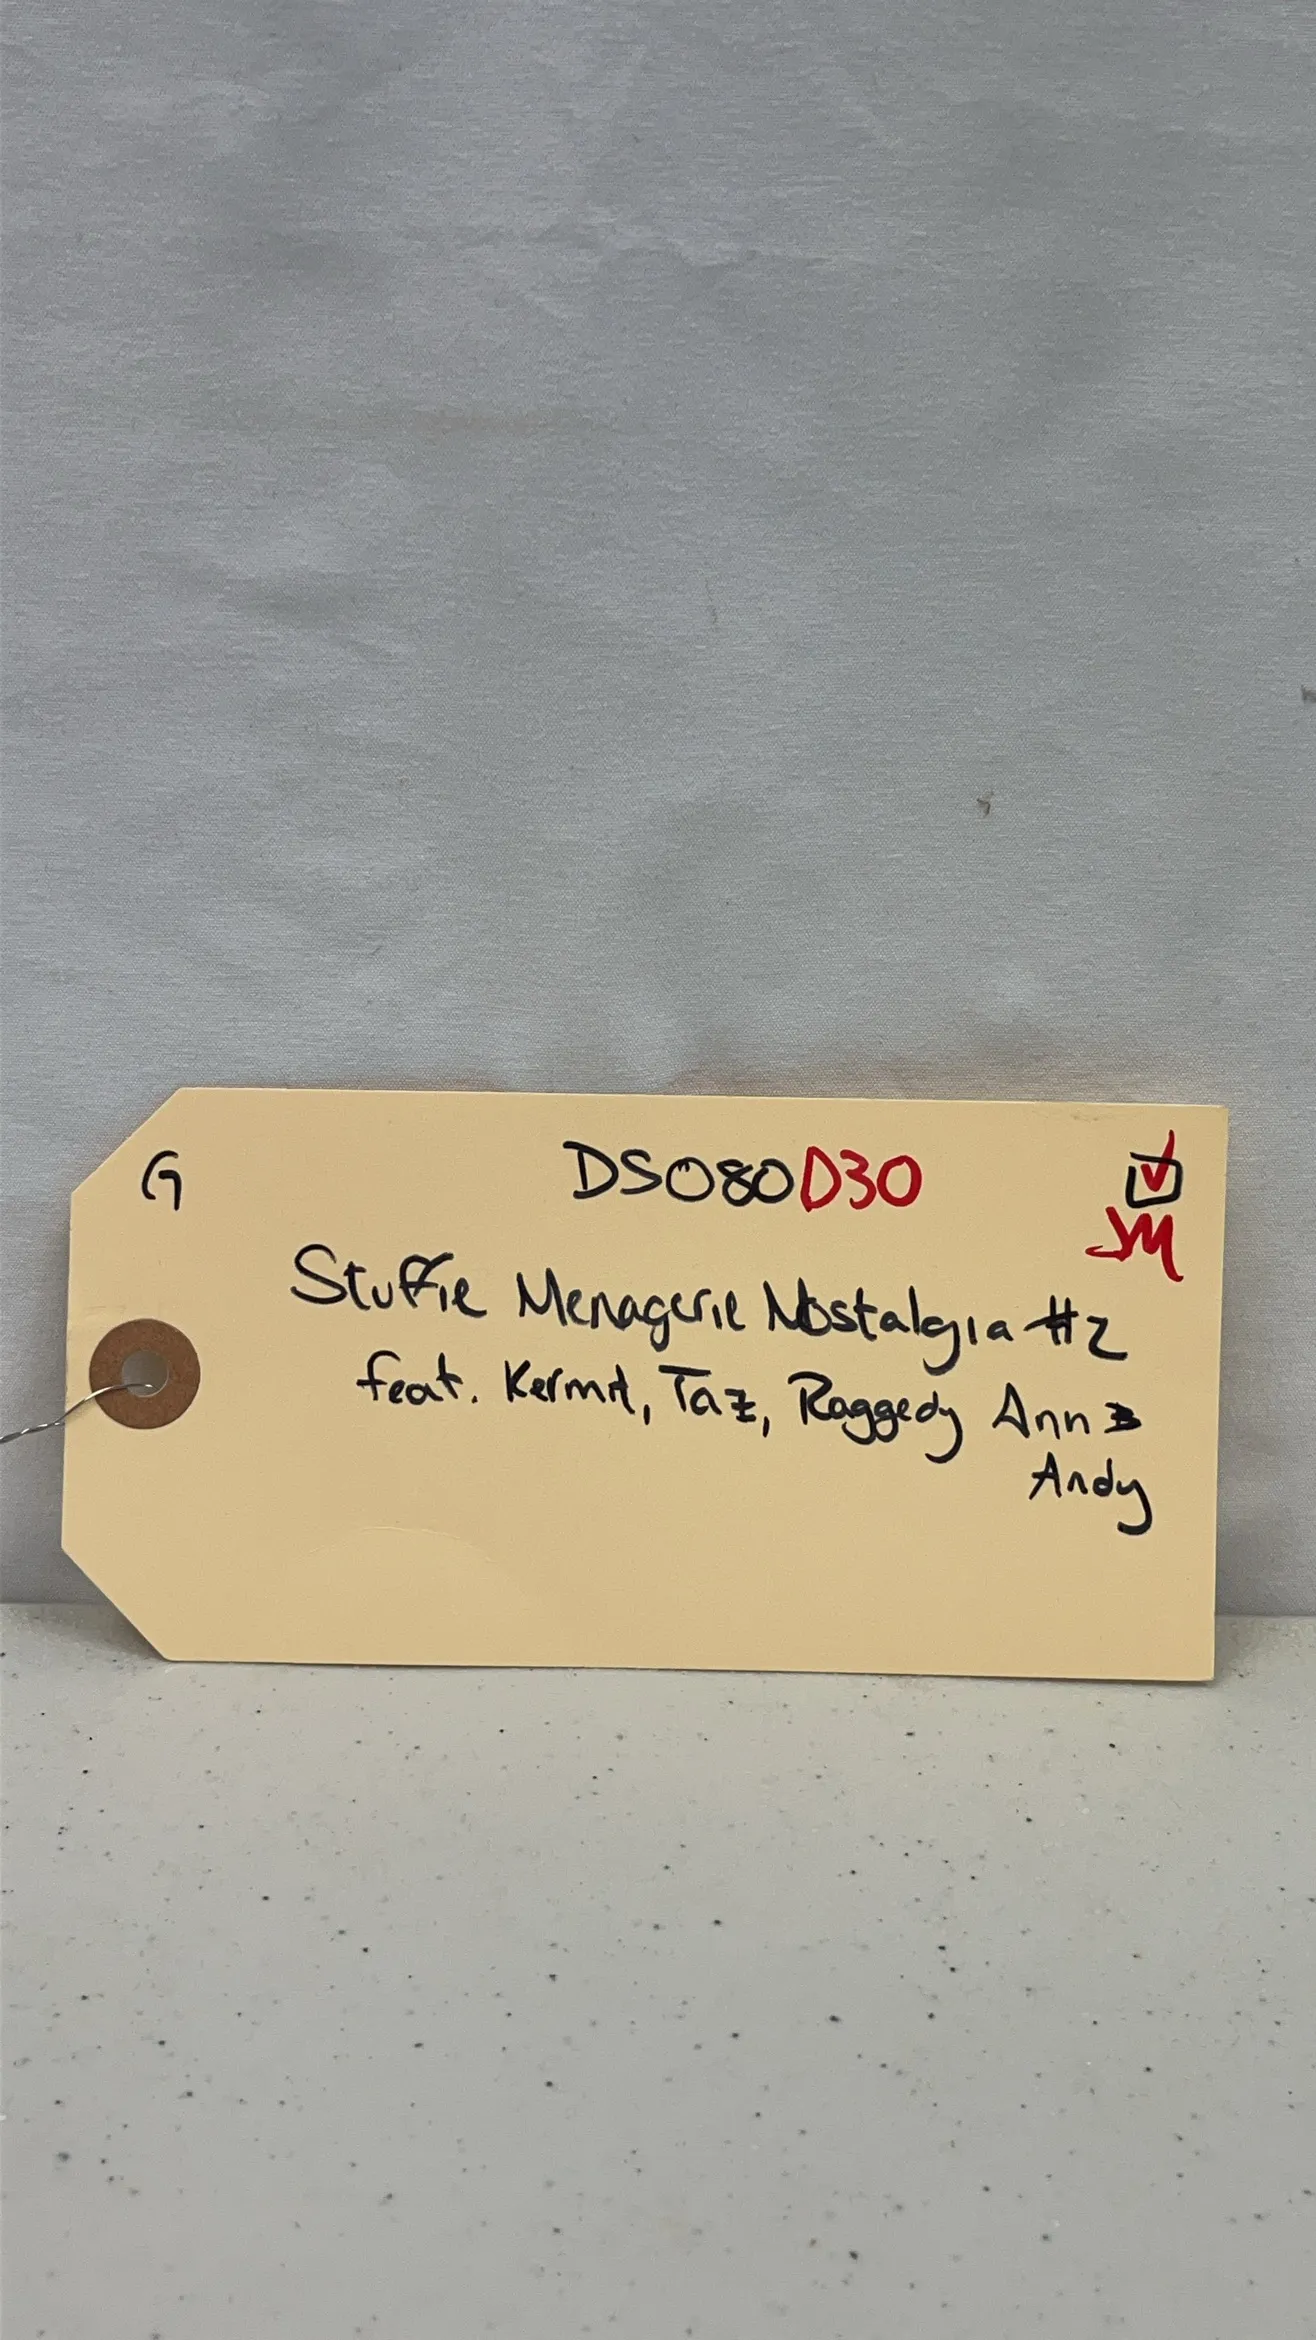 G DS080D30 ☑
JM
Stuffie Menagerie Nostalgia #2
feat. Kermit, Taz, Raggedy Ann &
Andy